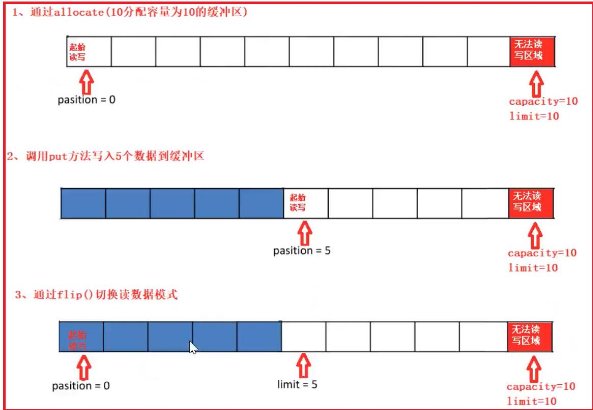 1、通过allocate(10分配容量为10的缓冲区)
起始
读写
无法读
写区域
pasition = 0
capacity=10
limit=10
2、调用put方法写入5个数据到缓冲区
起始
读写
无法读
写区域
pasition = 5
capacity=10
limit=10
3、通过flip()切换读数据模式
起始
读写
无法读
写区域
pasition = 0
limit = 5
capacity=10
limit=10